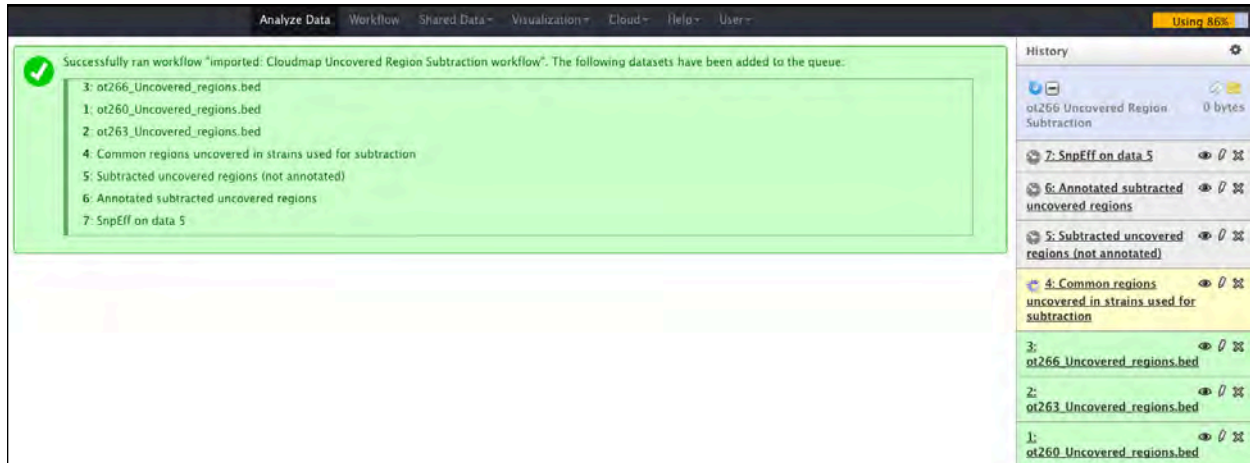 Analyze Data Workflow Shared Data Visualization Cloud Help User
Using 86%
Successfully ran workflow "imported: Cloudmap Uncovered Region Subtraction workflow". The following datasets have been added to the queue:
3: ot266_Uncovered_regions.bed
1: ot260_Uncovered_regions.bed
2: ot263_Uncovered_regions.bed
4: Common regions uncovered in strains used for subtraction
5: Subtracted uncovered regions (not annotated)
6: Annotated subtracted uncovered regions
7: SnpEff on data 5
History
ot266 Uncovered Region
Subtraction
0 bytes
7: SnpEff on data 5
6: Annotated subtracted
uncovered regions
5: Subtracted uncovered
regions (not annotated)
4: Common regions
uncovered in strains used for
subtraction
3:
ot266_Uncovered_regions.bed
2:
ot263_Uncovered_regions.bed
1:
ot260_Uncovered_regions.bed